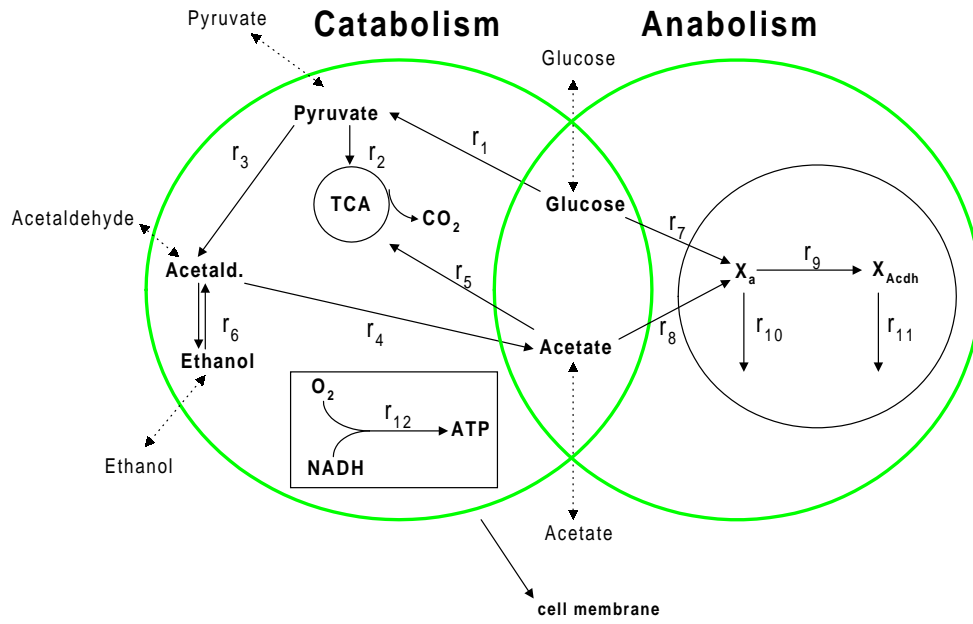 Pyruvate
Catabolism
Anabolism
Glucose
Pyruvate
r1
r3
r2
TCA
CO2
Glucose
r7
Acetaldehyde
Acetald.
r5
Xa
r9
XAcdh
r6
r4
Ethanol
Acetate
r8
r10
r11
O2
r12
ATP
NADH
Ethanol
Acetate
cell membrane